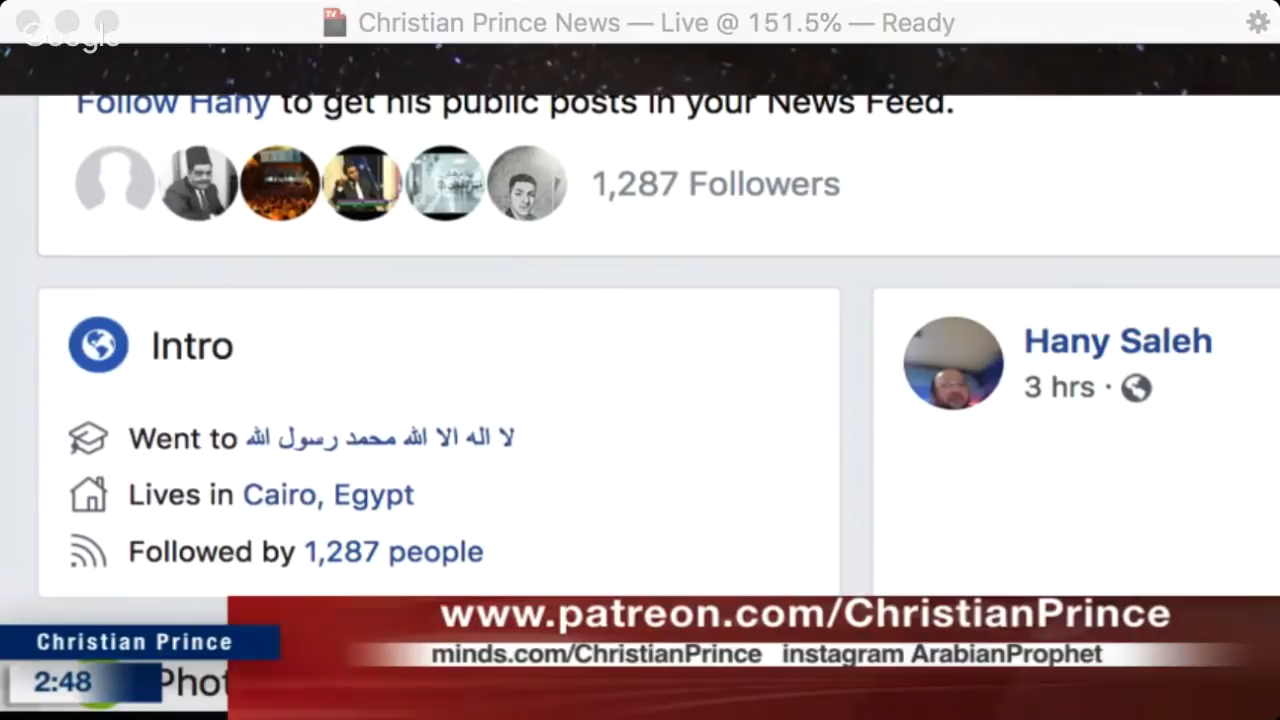 Christian Prince News — Live @ 151.5% — Ready
Google
Follow Hany to get his public posts in your News Feed.
1,287 Followers
Intro
Went to لا اله الا الله محمد رسول الله
Lives in Cairo, Egypt
Followed by 1,287 people
Hany Saleh
3 hrs ·
www.patreon.com/ChristianPrince
minds.com/ChristianPrince instagram ArabianProphet
Christian Prince
2:48
Phot